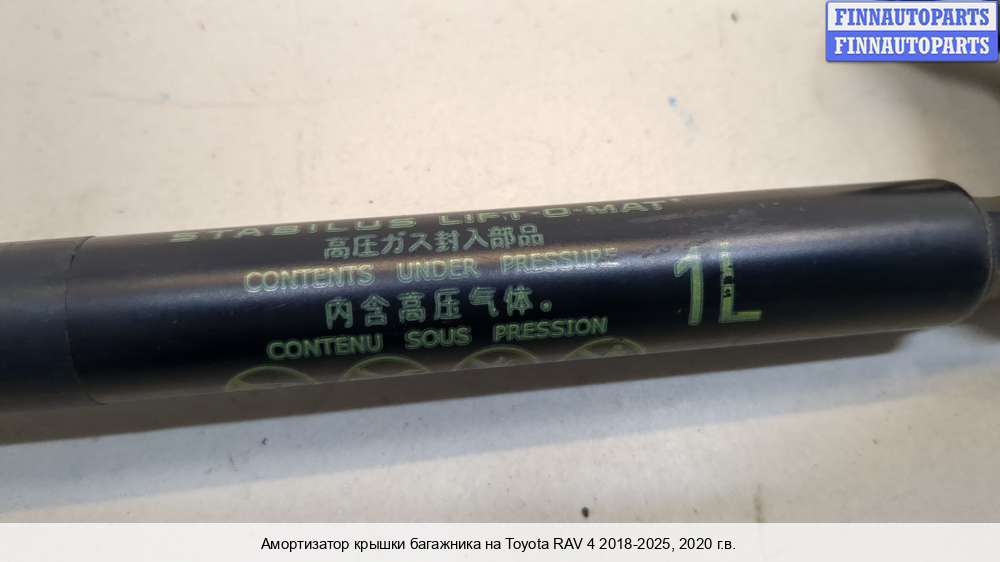 FINNAUTOPARTS
FINNAUTOPARTS
STABILUS LIFT-O-MAT
高圧ガス封入部品
CONTENTS UNDER PRESSURE
内含高压气体.
CONTENU SOUS PRESSION
1L
Амортизатор крышки багажника на Toyota RAV 4 2018-2025, 2020 г.в.